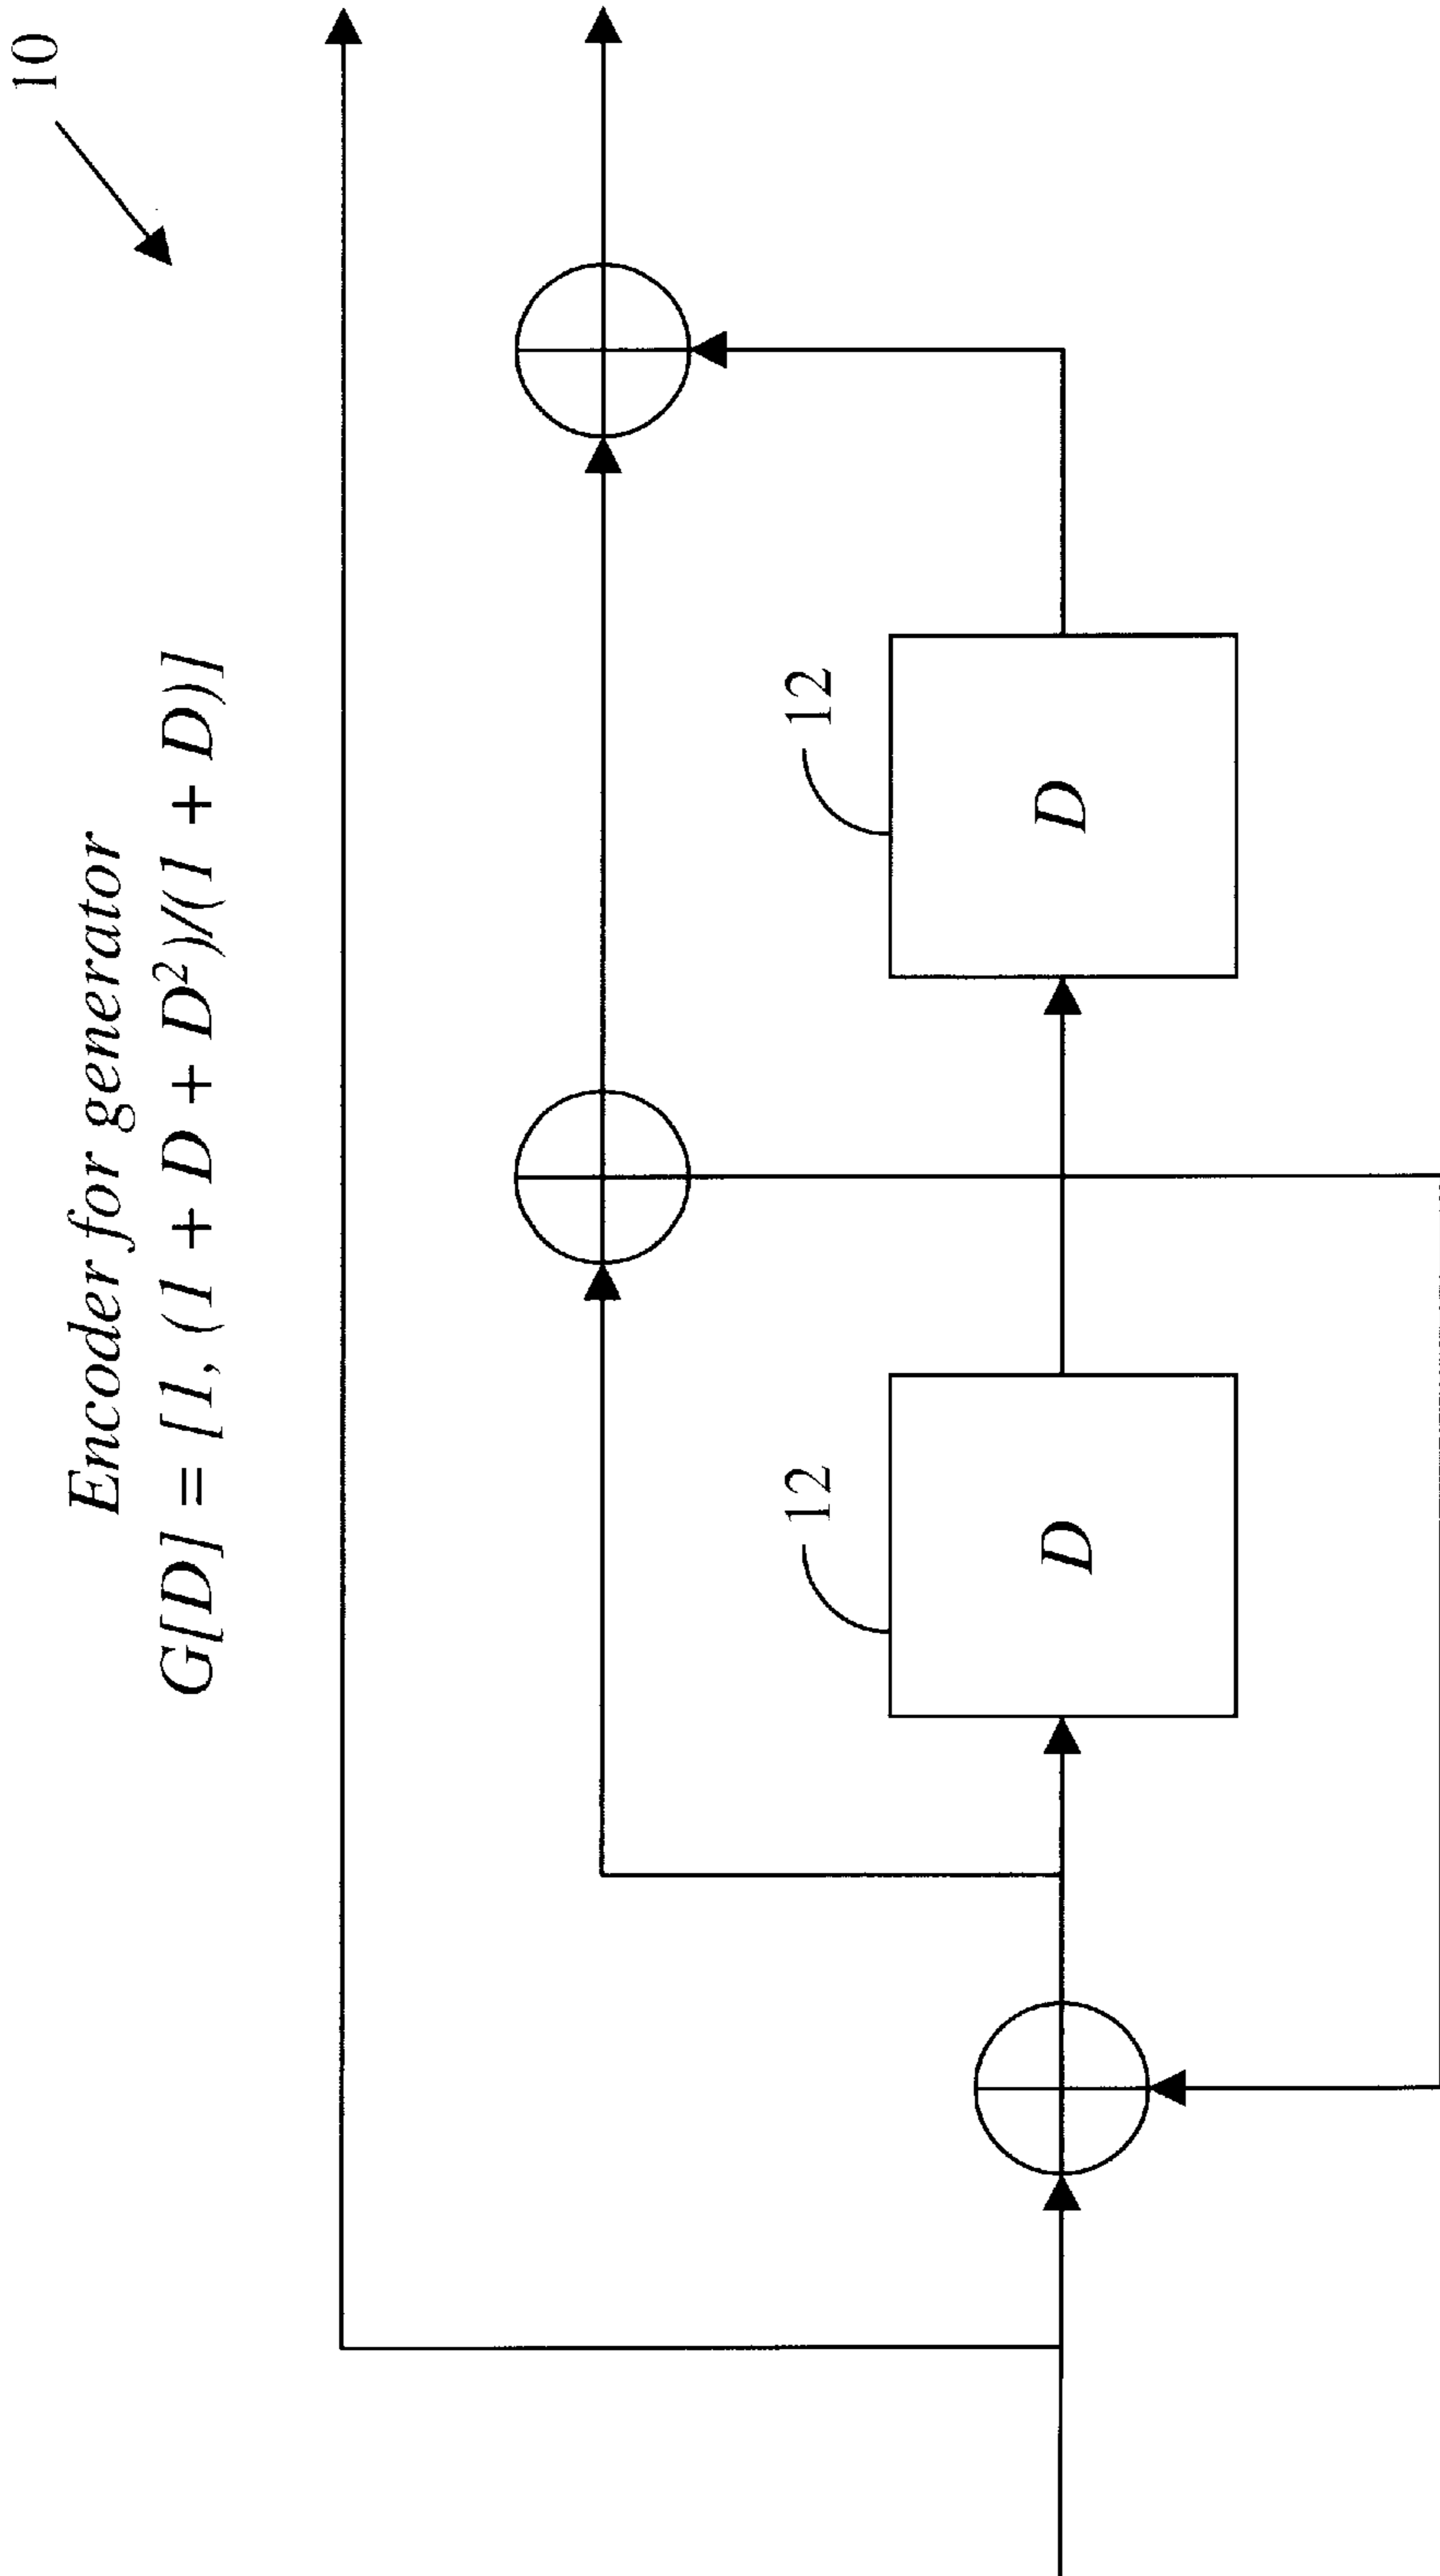 Encoder for generator
G[D] = [1, (1 + D + D²)/(1 + D)]
10
12
D
12
D